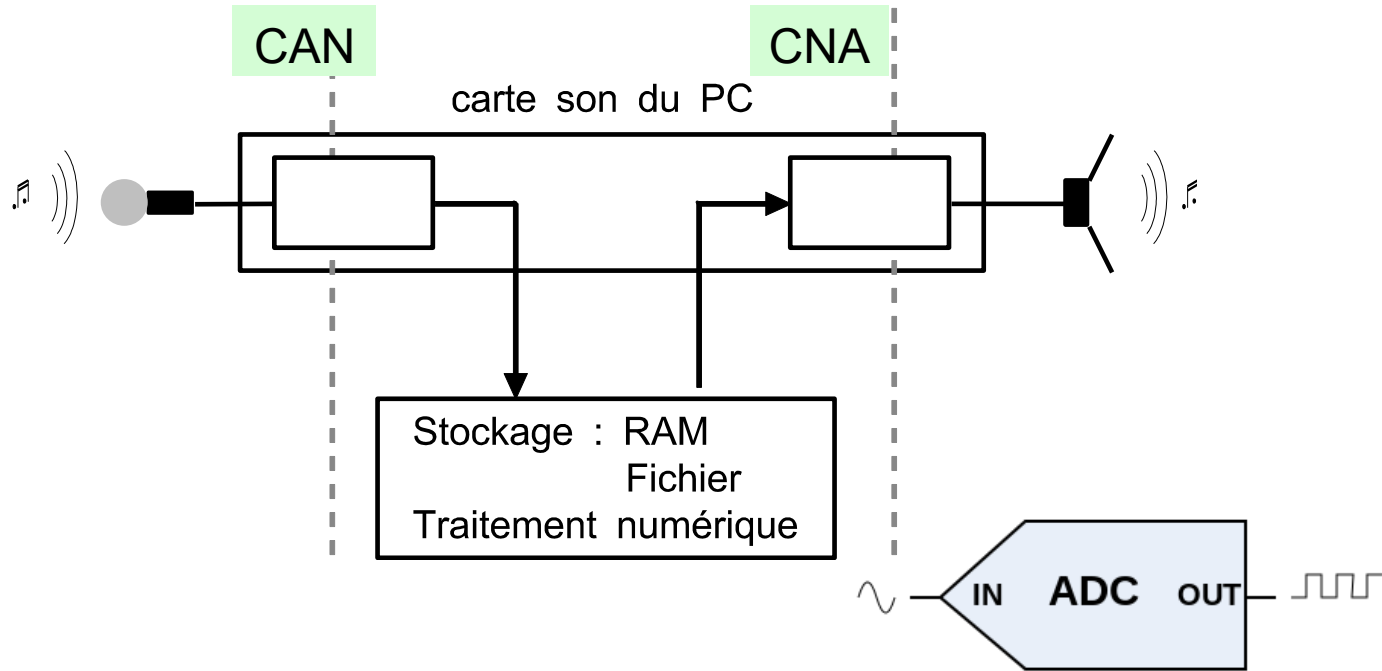 CAN
CNA
carte son du PC
Stockage : RAM
Fichier
Traitement numérique
IN ADC OUT